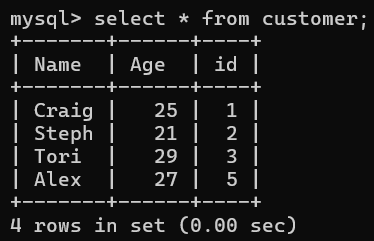 mysql> select * from customer;
+-------+------+----+
| Name  | Age  | id |
+-------+------+----+
| Craig |   25 |  1 |
| Steph |   21 |  2 |
| Tori  |   29 |  3 |
| Alex  |   27 |  5 |
+-------+------+----+
4 rows in set (0.00 sec)